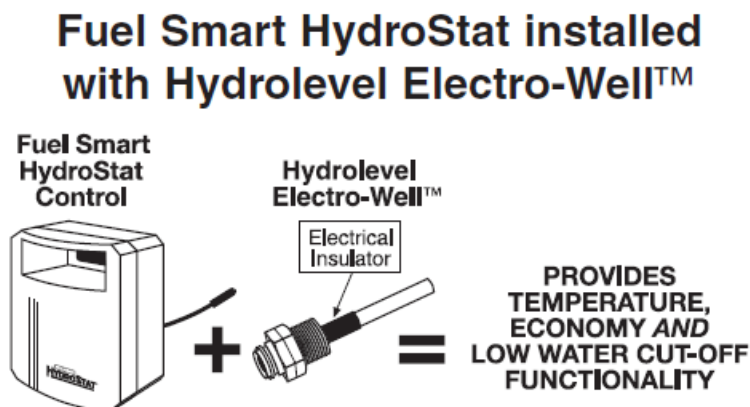 Fuel Smart HydroStat installed
with Hydrolevel Electro-Well™
Fuel Smart
HydroStat
Control
Hydrolevel
Electro-Well™
Electrical
Insulator
HYDROSTAT
+
=
PROVIDES
TEMPERATURE,
ECONOMY AND
LOW WATER CUT-OFF
FUNCTIONALITY